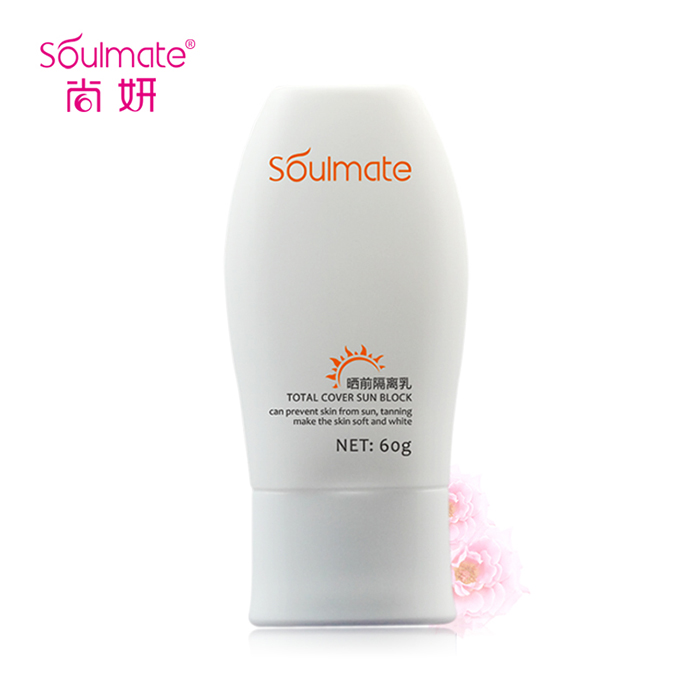 Soulmate®
尚妍
Soulmate
晒前隔离乳
TOTAL COVER SUN BLOCK
can prevent skin from sun, tanning
make the skin soft and white
NET: 60g